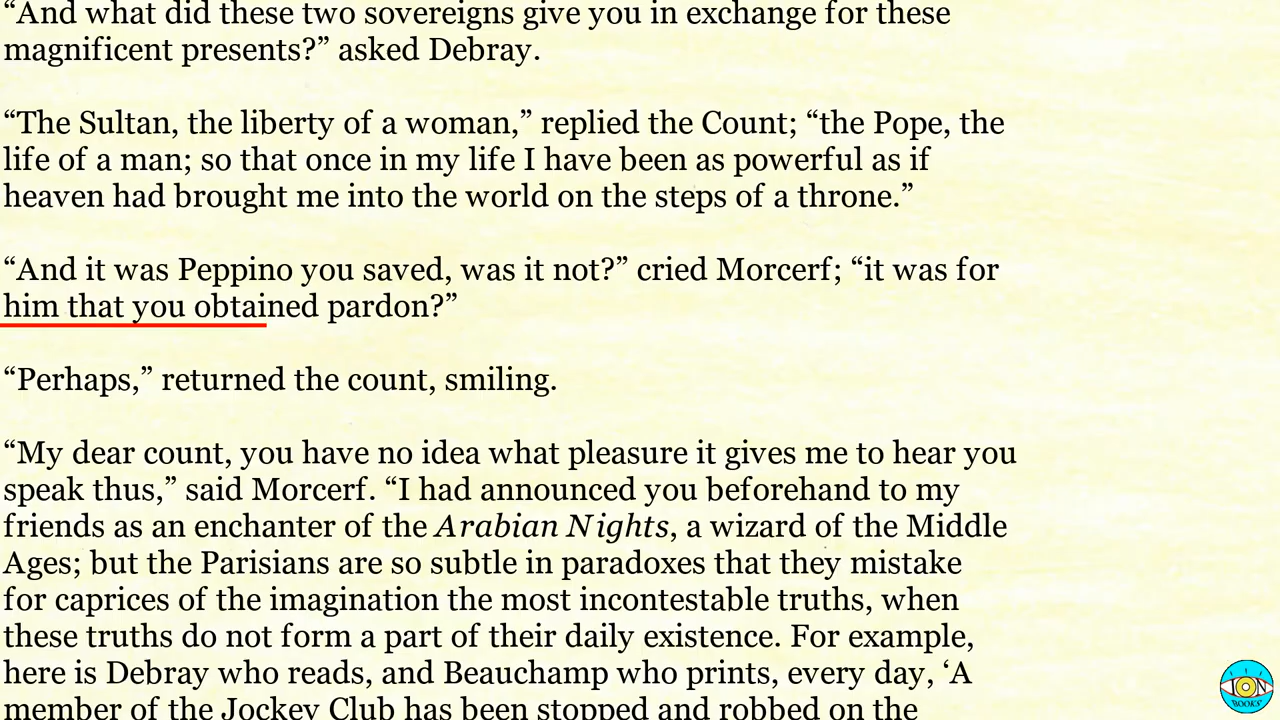 “And what did these two sovereigns give you in exchange for these
magnificent presents?” asked Debray.
“The Sultan, the liberty of a woman,” replied the Count; “the Pope, the
life of a man; so that once in my life I have been as powerful as if
heaven had brought me into the world on the steps of a throne.”
“And it was Peppino you saved, was it not?” cried Morcerf; “it was for
him that you obtained pardon?”
“Perhaps,” returned the count, smiling.
“My dear count, you have no idea what pleasure it gives me to hear you
speak thus,” said Morcerf. “I had announced you beforehand to my
friends as an enchanter of the Arabian Nights, a wizard of the Middle
Ages; but the Parisians are so subtle in paradoxes that they mistake
for caprices of the imagination the most incontestable truths, when
these truths do not form a part of their daily existence. For example,
here is Debray who reads, and Beauchamp who prints, every day, ‘A
member of the Jockey Club has been stopped and robbed on the
ION
BOOKS